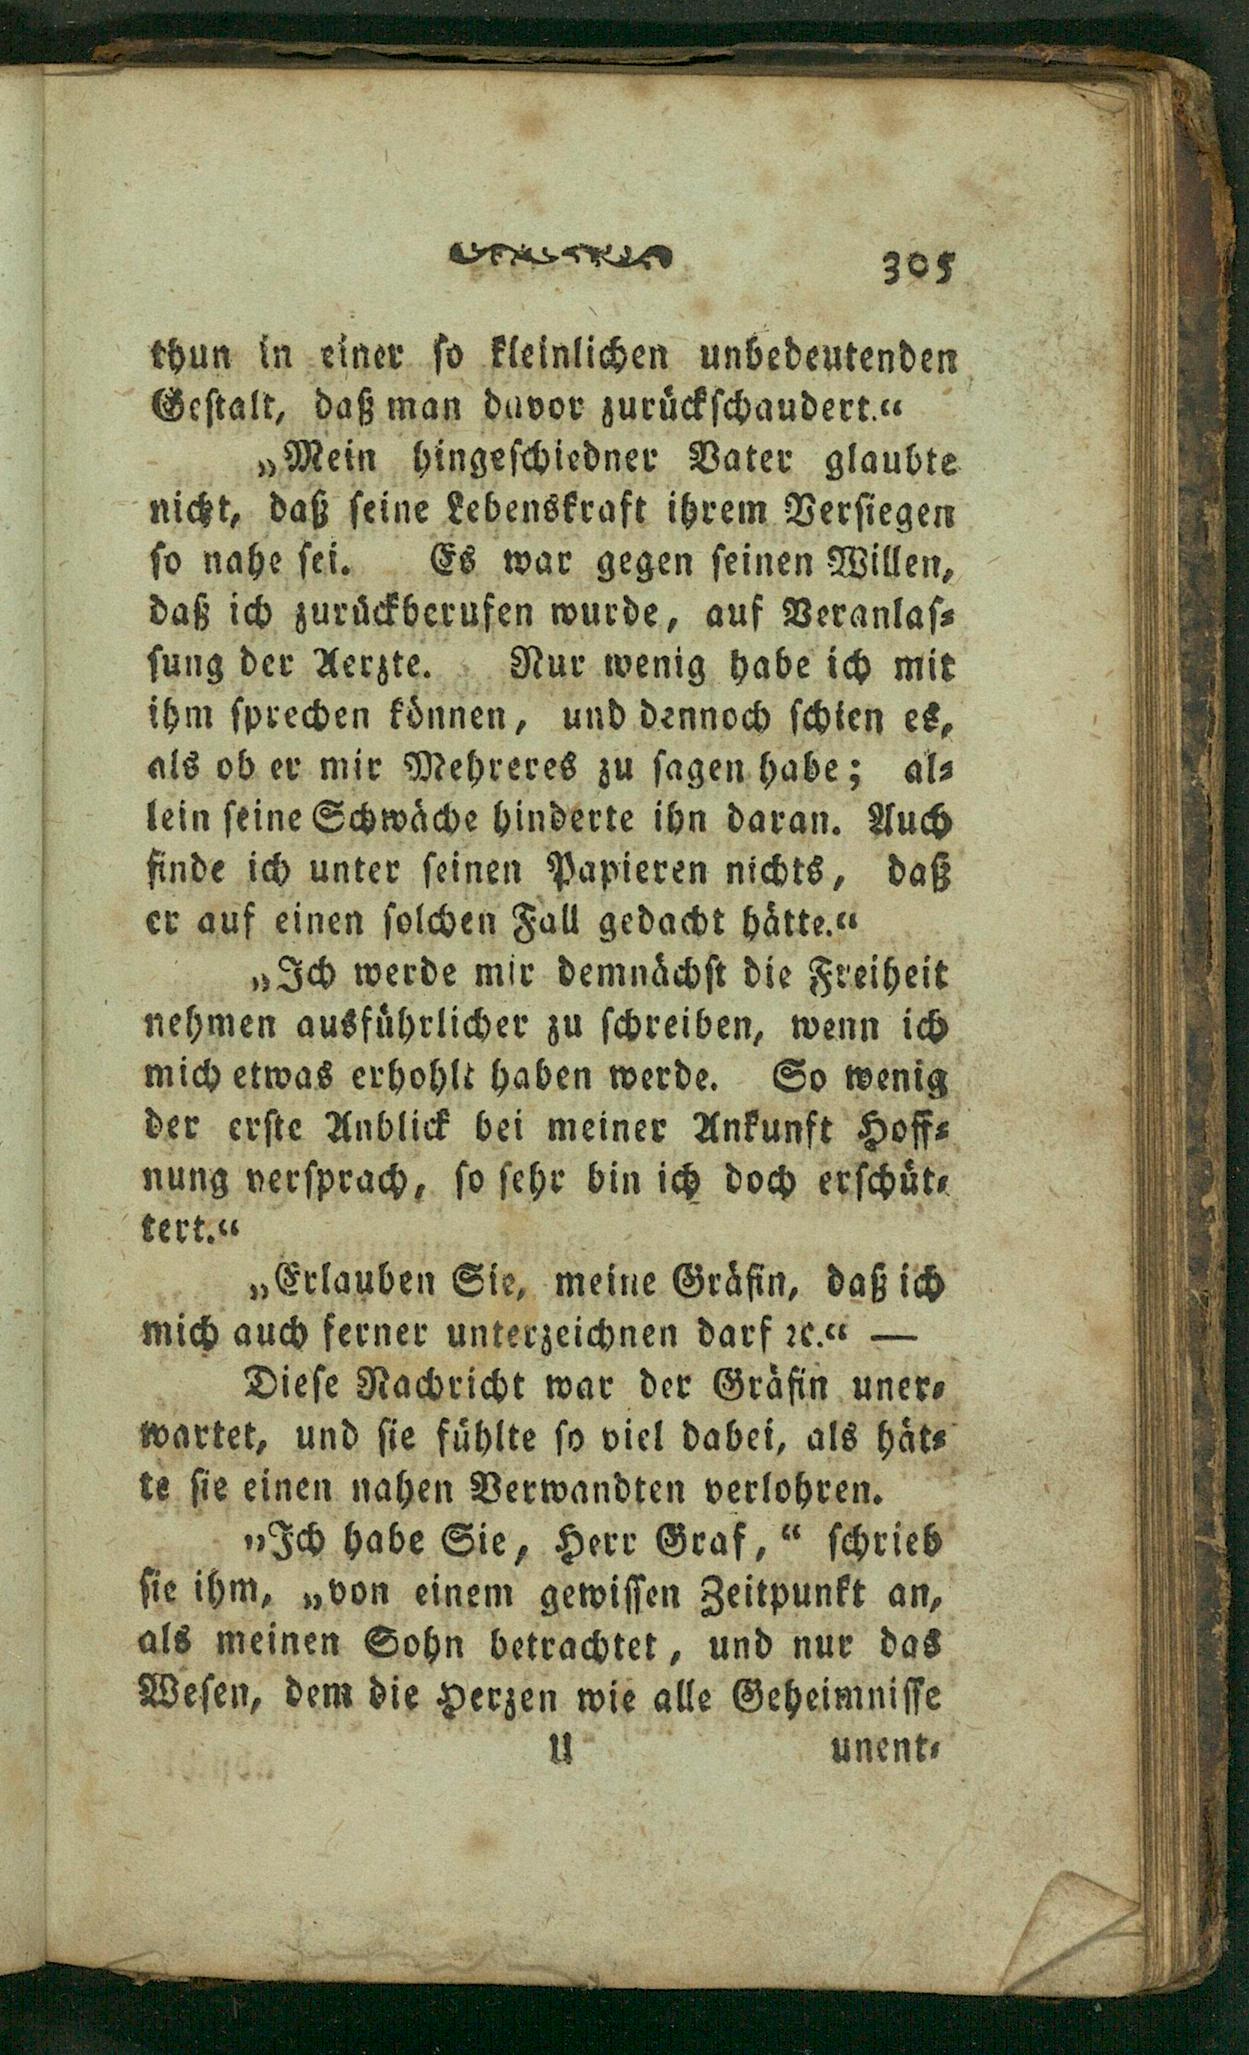 305
thun in einer so kleinlichen unbedeutenden
Gestalt, daß man davor zurückschaudert.“
„Mein hingeschiedner Vater glaubte
nicht, daß seine Lebenskraft ihrem Versiegen
so nahe sei. Es war gegen seinen Willen,
daß ich zurückberufen wurde, auf Veranlas-
sung der Aerzte. Nur wenig habe ich mit
ihm sprechen können, und dennoch schien es,
als ob er mir Mehreres zu sagen habe; al-
lein seine Schwäche hinderte ihn daran. Auch
finde ich unter seinen Papieren nichts, daß
er auf einen solchen Fall gedacht hätte.“
„Ich werde mir demnächst die Freiheit
nehmen ausführlicher zu schreiben, wenn ich
mich etwas erhohlt haben werde. So wenig
der erste Anblick bei meiner Ankunft Hoff-
nung versprach, so sehr bin ich doch erschüt-
tert.“
„Erlauben Sie, meine Gräfin, daß ich
mich auch ferner unterzeichnen darf ꝛc.“ —
Diese Nachricht war der Gräfin uner-
wartet, und sie fühlte so viel dabei, als hät-
te sie einen nahen Verwandten verlohren.
„Ich habe Sie, Herr Graf,“ schrieb
sie ihm, „von einem gewissen Zeitpunkt an,
als meinen Sohn betrachtet, und nur das
Wesen, dem die Herzen wie alle Geheimnisse
U unent-